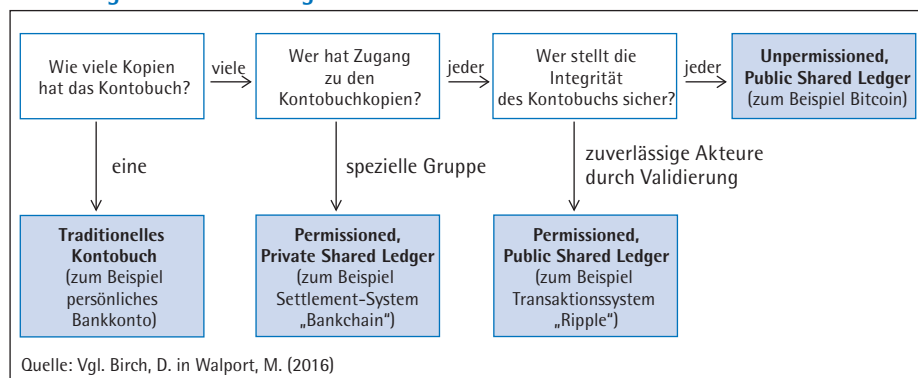 Wie viele Kopien
hat das Kontobuch?
viele
Wer hat Zugang
zu den
Kontobuchkopien?
jeder
Wer stellt die
Integrität
des Kontobuchs sicher?
jeder
Unpermissioned,
Public Shared Ledger
(zum Beispiel Bitcoin)
eine
spezielle Gruppe
zuverlässige Akteure
durch Validierung
Traditionelles
Kontobuch
(zum Beispiel
persönliches
Bankkonto)
Permissioned,
Private Shared Ledger
(zum Beispiel
Settlement-System
„Bankchain“)
Permissioned,
Public Shared Ledger
(zum Beispiel
Transaktionssystem
„Ripple“)
Quelle: Vgl. Birch, D. in Walport, M. (2016)